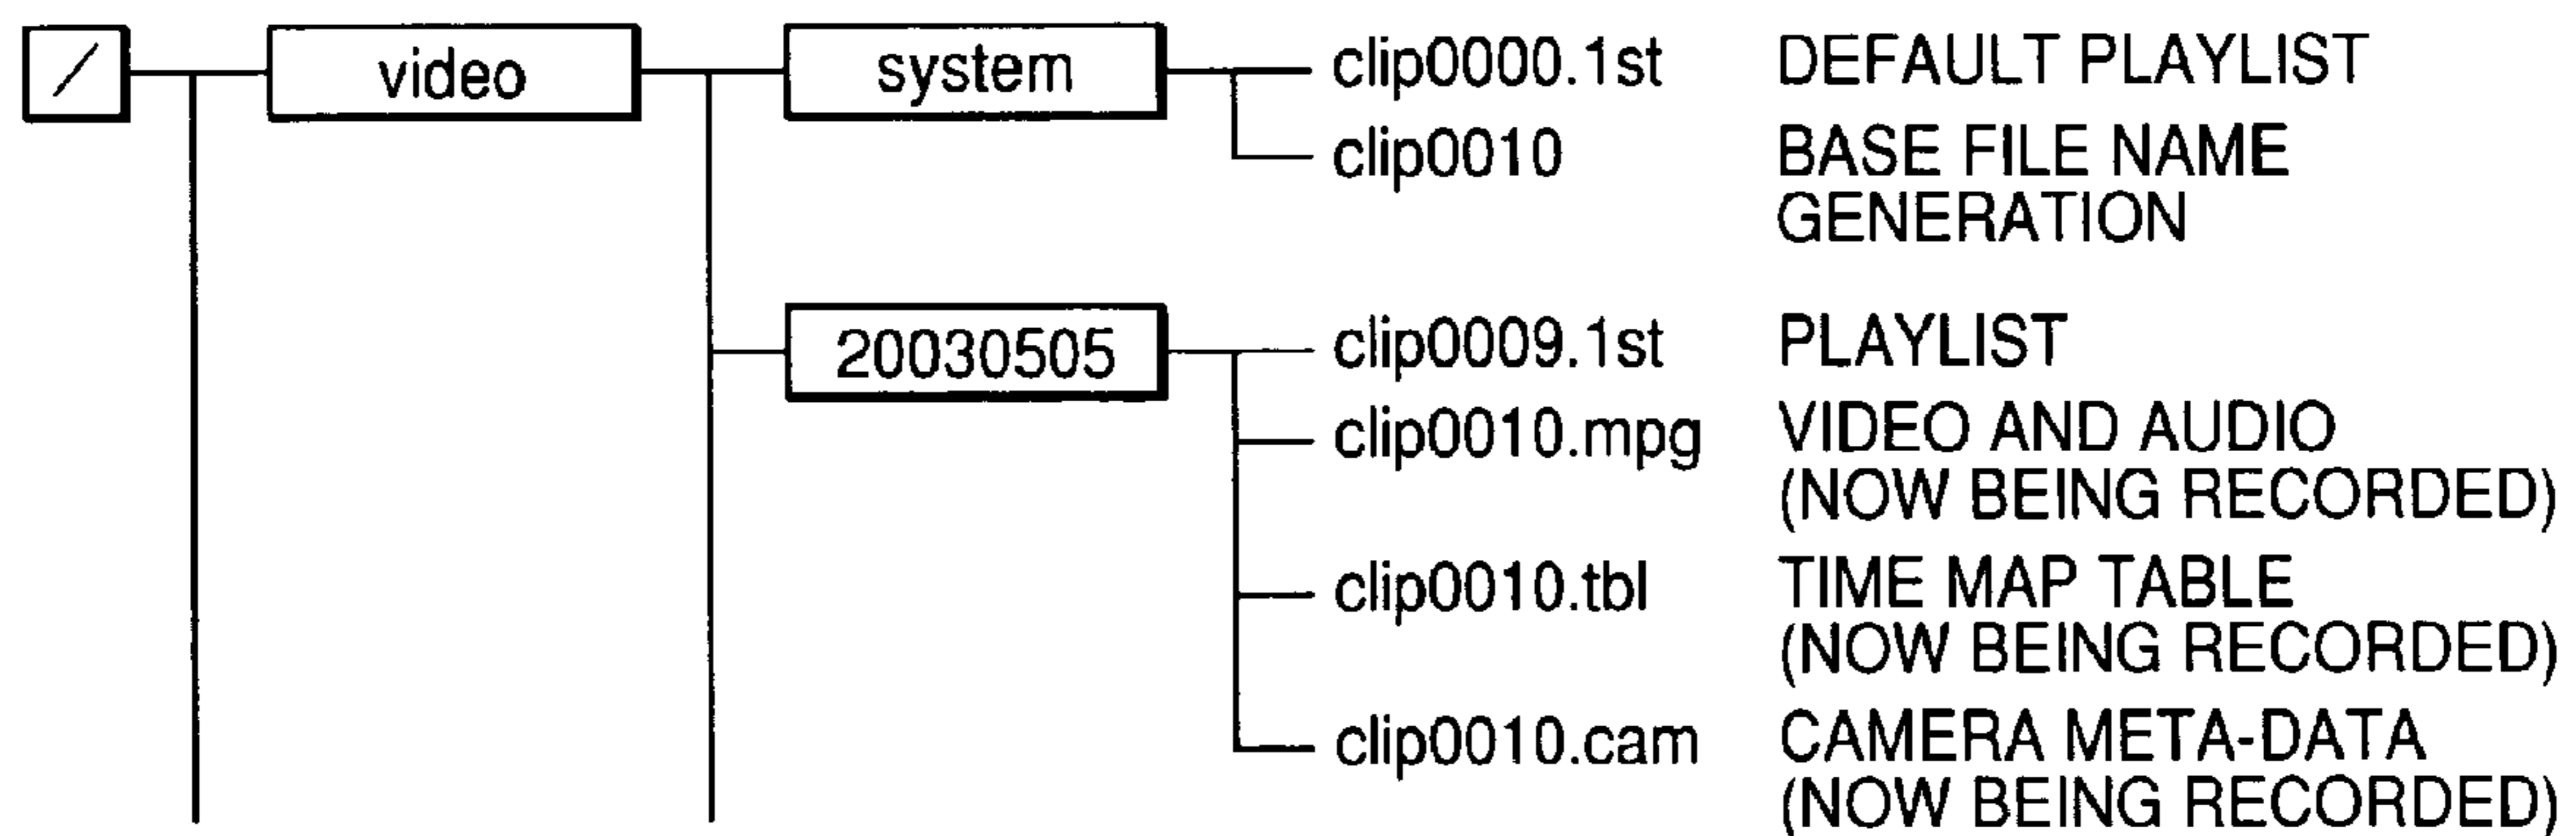 / video system clip0000.1st DEFAULT PLAYLIST
clip0010 BASE FILE NAME
GENERATION
20030505 clip0009.1st PLAYLIST
clip0010.mpg VIDEO AND AUDIO
(NOW BEING RECORDED)
clip0010.tbl TIME MAP TABLE
(NOW BEING RECORDED)
clip0010.cam CAMERA META-DATA
(NOW BEING RECORDED)